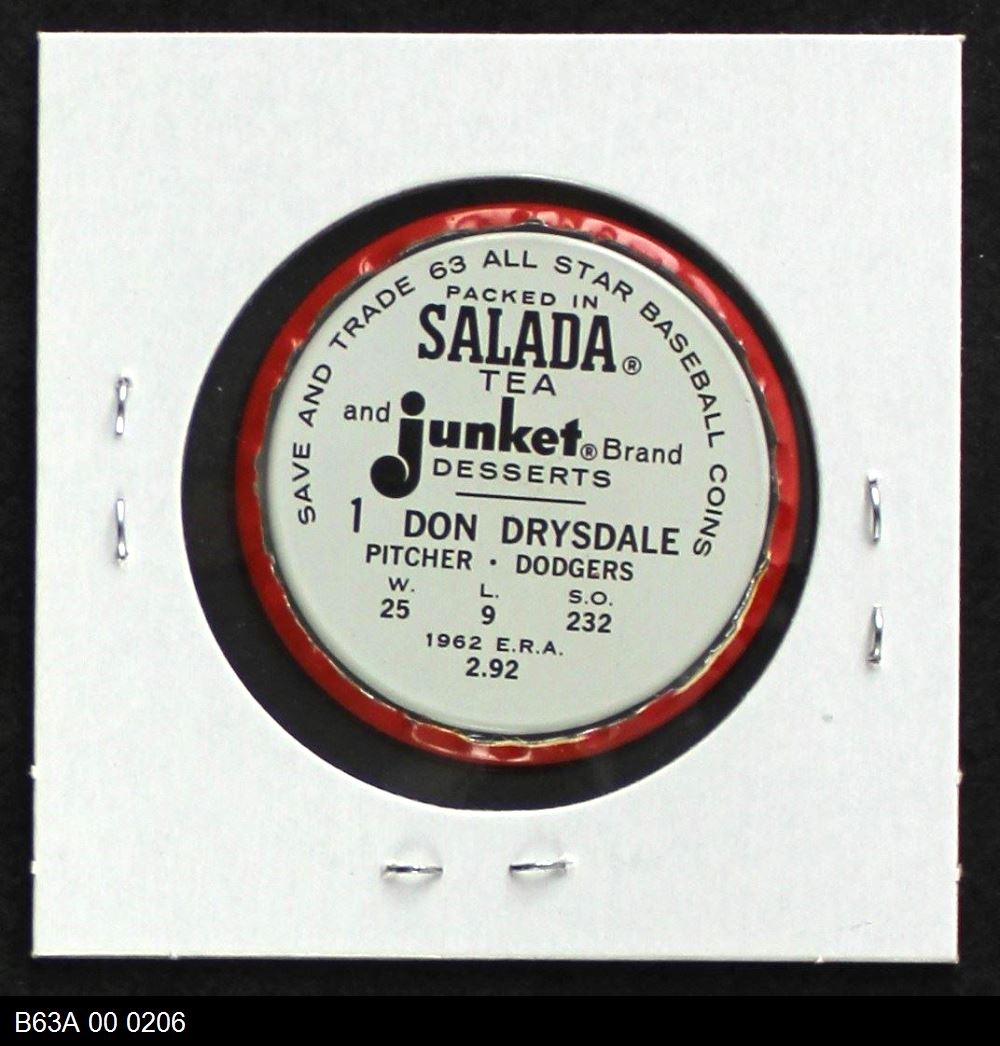 SAVE AND TRADE 63 ALL STAR BASEBALL COINS
PACKED IN
SALADA®
TEA
and junket® Brand
DESSERTS
1 DON DRYSDALE
PITCHER · DODGERS
W. L. S.O.
25 9 232
1962 E.R.A.
2.92
B63A 00 0206